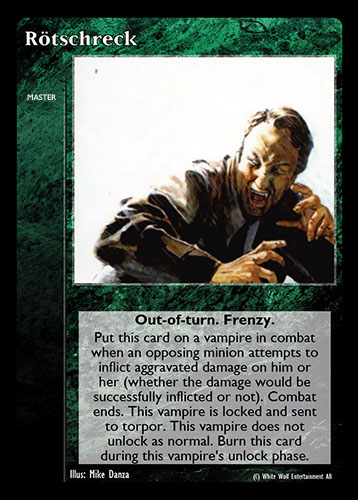 Rötschreck
MASTER
Out-of-turn. Frenzy.
Put this card on a vampire in combat
when an opposing minion attempts to
inflict aggravated damage on him or
her (whether the damage would be
successfully inflicted or not). Combat
ends. This vampire is locked and sent
to torpor. This vampire does not
unlock as normal. Burn this card
during this vampire's unlock phase.
Illus: Mike Danza
(C) White Wolf Entertainment AB